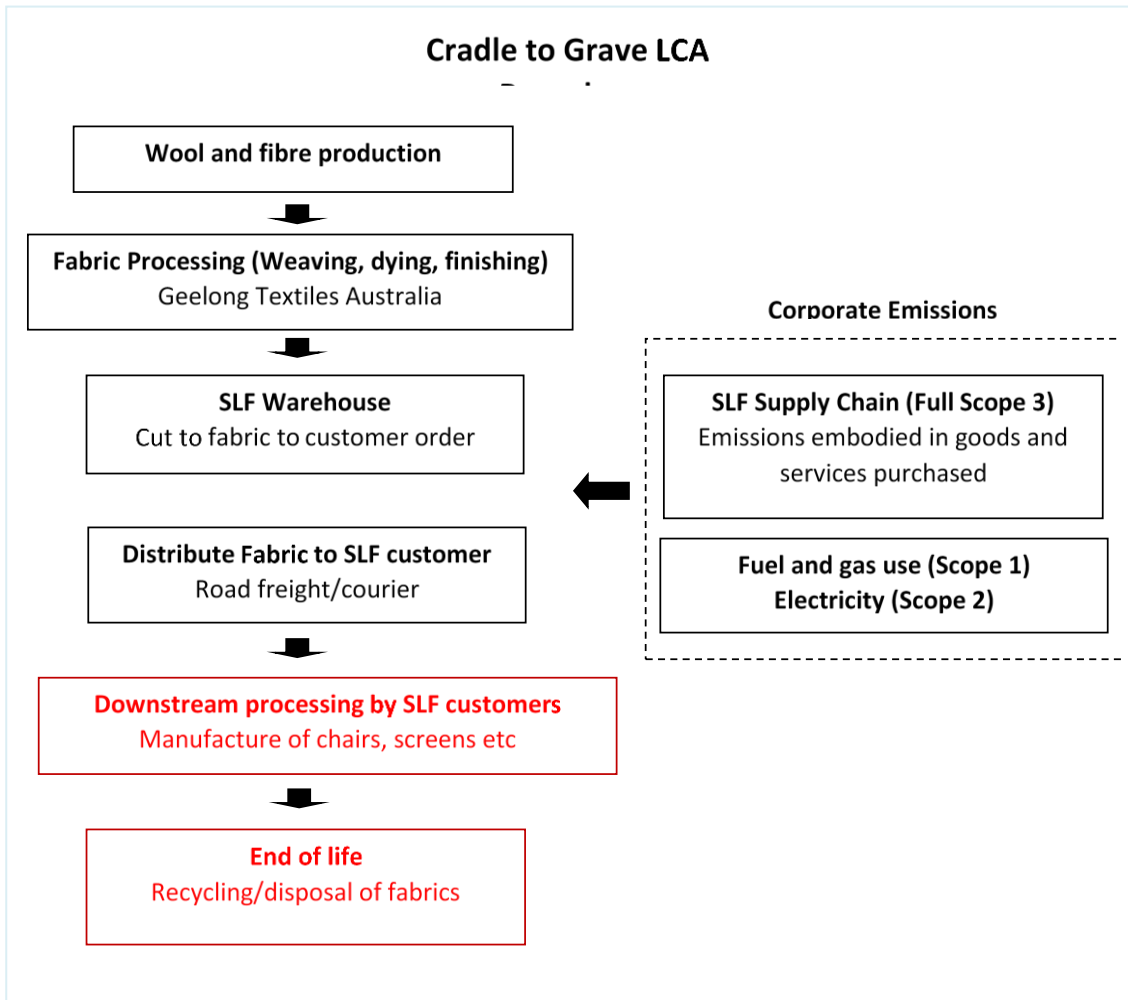 Cradle to Grave LCA
Wool and fibre production
Fabric Processing (Weaving, dying, finishing)
Geelong Textiles Australia
SLF Warehouse
Cut to fabric to customer order
Distribute Fabric to SLF customer
Road freight/courier
Downstream processing by SLF customers
Manufacture of chairs, screens etc
End of life
Recycling/disposal of fabrics
Corporate Emissions
SLF Supply Chain (Full Scope 3)
Emissions embodied in goods and
services purchased
Fuel and gas use (Scope 1)
Electricity (Scope 2)